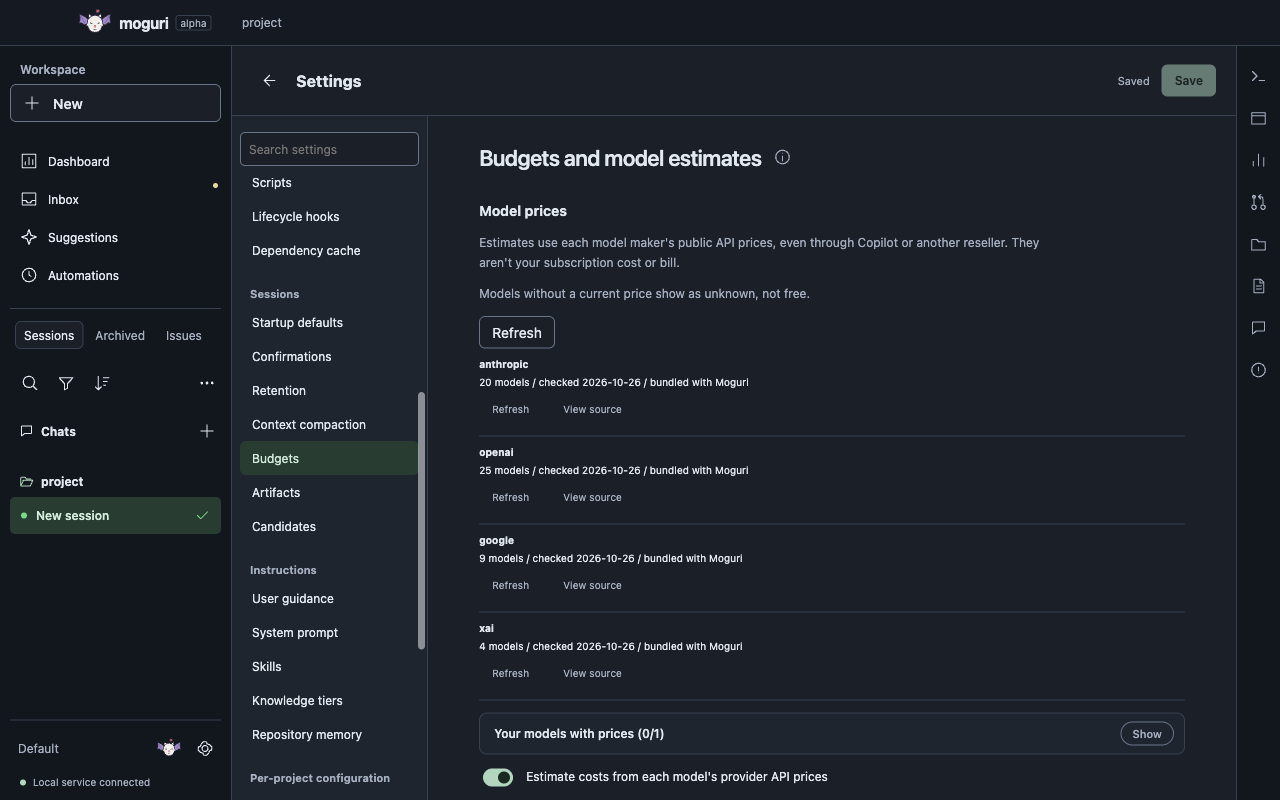 moguri
alpha
project
Workspace
New
Dashboard
Inbox
Suggestions
Automations
Sessions
Archived
Issues
Chats
project
New session
Default
Local service connected
Settings
Saved
Save
Search settings
Scripts
Lifecycle hooks
Dependency cache
Sessions
Startup defaults
Confirmations
Retention
Context compaction
Budgets
Artifacts
Candidates
Instructions
User guidance
System prompt
Skills
Knowledge tiers
Repository memory
Per-project configuration
Budgets and model estimates
Model prices
Estimates use each model maker's public API prices, even through Copilot or another reseller. They
aren't your subscription cost or bill.
Models without a current price show as unknown, not free.
Refresh
anthropic
20 models / checked 2026-10-26 / bundled with Moguri
Refresh
View source
openai
25 models / checked 2026-10-26 / bundled with Moguri
Refresh
View source
google
9 models / checked 2026-10-26 / bundled with Moguri
Refresh
View source
xai
4 models / checked 2026-10-26 / bundled with Moguri
Refresh
View source
Your models with prices (0/1)
Show
Estimate costs from each model's provider API prices